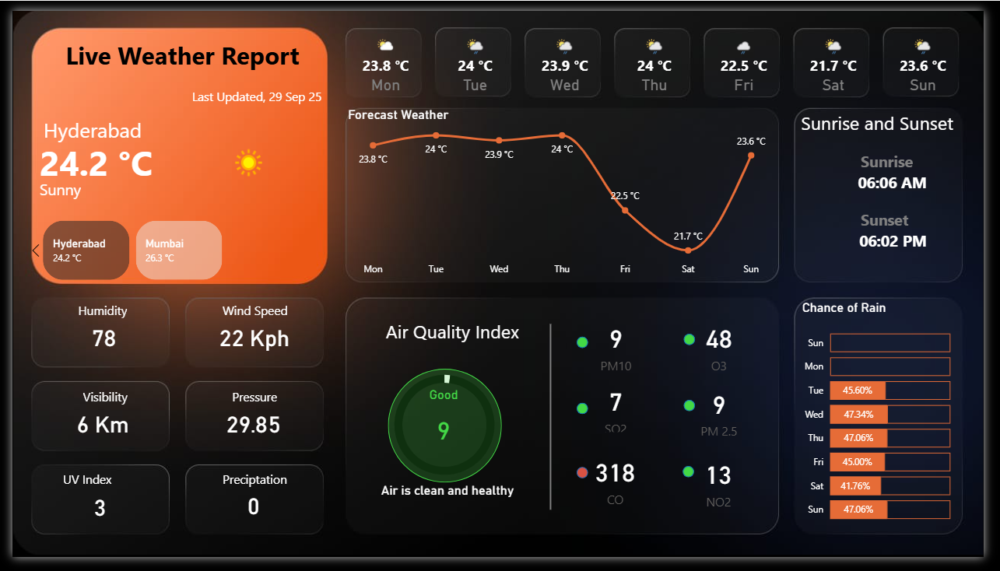 Live Weather Report
Last Updated, 29 Sep 25
Hyderabad
24.2 °C
Sunny
Hyderabad
24.2 °C
Mumbai
26.3 °C
23.8 °C
Mon
24 °C
Tue
23.9 °C
Wed
24 °C
Thu
22.5 °C
Fri
21.7 °C
Sat
23.6 °C
Sun
Forecast Weather
23.8 °C
24 °C
23.9 °C
24 °C
22.5 °C
21.7 °C
23.6 °C
Mon Tue Wed Thu Fri Sat Sun
Sunrise and Sunset
Sunrise
06:06 AM
Sunset
06:02 PM
Humidity
78
Wind Speed
22 Kph
Visibility
6 Km
Pressure
29.85
UV Index
3
Preciptation
0
Air Quality Index
Good
9
Air is clean and healthy
9
PM10
48
O3
7
SO2
9
PM 2.5
318
CO
13
NO2
Chance of Rain
Sun
Mon
Tue 45.60%
Wed 47.34%
Thu 47.06%
Fri 45.00%
Sat 41.76%
Sun 47.06%